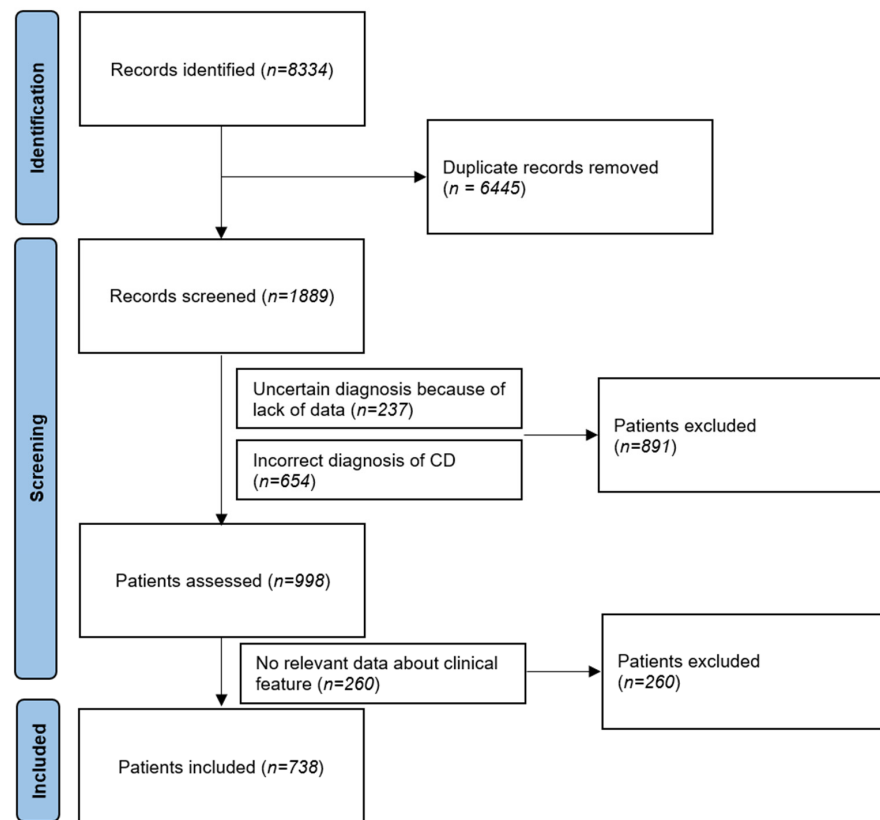 Identification
Records identified (n=8334)
Duplicate records removed
(n = 6445)
Screening
Records screened (n=1889)
Uncertain diagnosis because of
lack of data (n=237)
Incorrect diagnosis of CD
(n=654)
Patients excluded
(n=891)
Patients assessed (n=998)
No relevant data about clinical
feature (n=260)
Patients excluded
(n=260)
Included
Patients included (n=738)